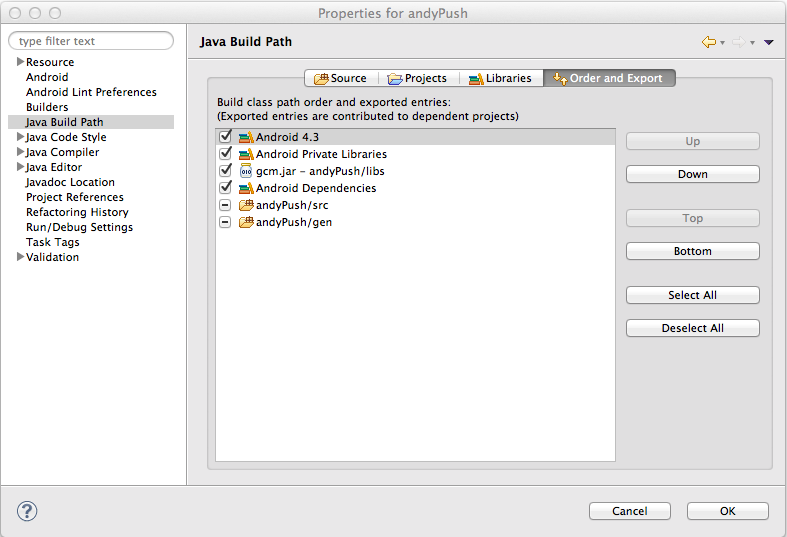 Properties for andyPush
type filter text
Resource
Android
Android Lint Preferences
Builders
Java Build Path
Java Code Style
Java Compiler
Java Editor
Javadoc Location
Project References
Refactoring History
Run/Debug Settings
Task Tags
Validation
Java Build Path
Source Projects Libraries Order and Export
Build class path order and exported entries:
(Exported entries are contributed to dependent projects)
Android 4.3
Android Private Libraries
010 gcm.jar – andyPush/libs
Android Dependencies
andyPush/src
andyPush/gen
Up
Down
Top
Bottom
Select All
Deselect All
?
Cancel OK